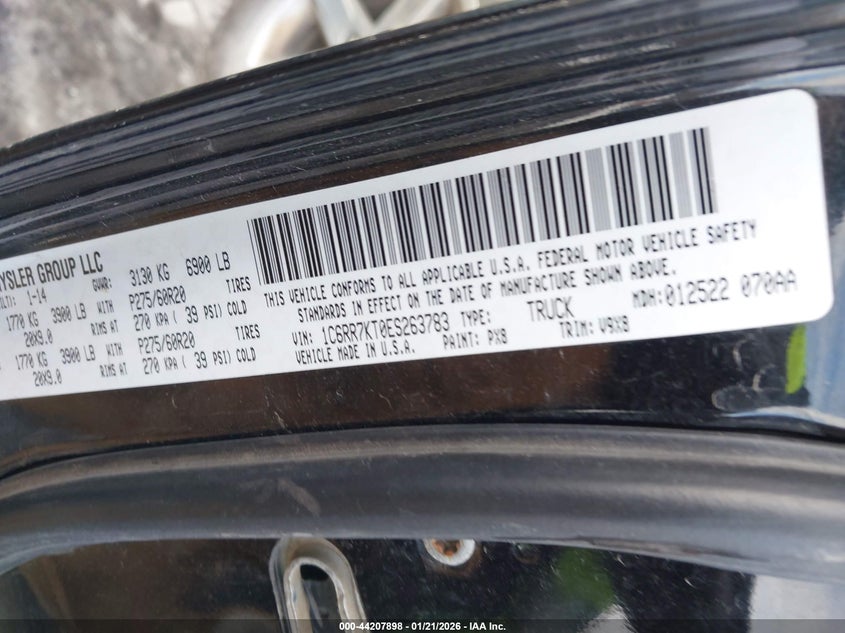 YSLER GROUP LLC
LT: 1-14 GVWR: 3130 KG 6900 LB
1770 KG 3900 LB WITH P275/60R20 TIRES
20X9.0 RIMS AT 270 KPA ( 39 PSI) COLD
1770 KG 3900 LB WITH P275/60R20 TIRES
20X9.0 RIMS AT 270 KPA ( 39 PSI) COLD
THIS VEHICLE CONFORMS TO ALL APPLICABLE U.S.A. FEDERAL MOTOR VEHICLE SAFETY
STANDARDS IN EFFECT ON THE DATE OF MANUFACTURE SHOWN ABOVE.
VIN: 1C6RR7KT0ES263783 TYPE: TRUCK MDH: 012522 070AA
VEHICLE MADE IN U.S.A. PAINT: PX8 TRIM: V9X8
000-44207898 - 01/21/2026 - IAA Inc.